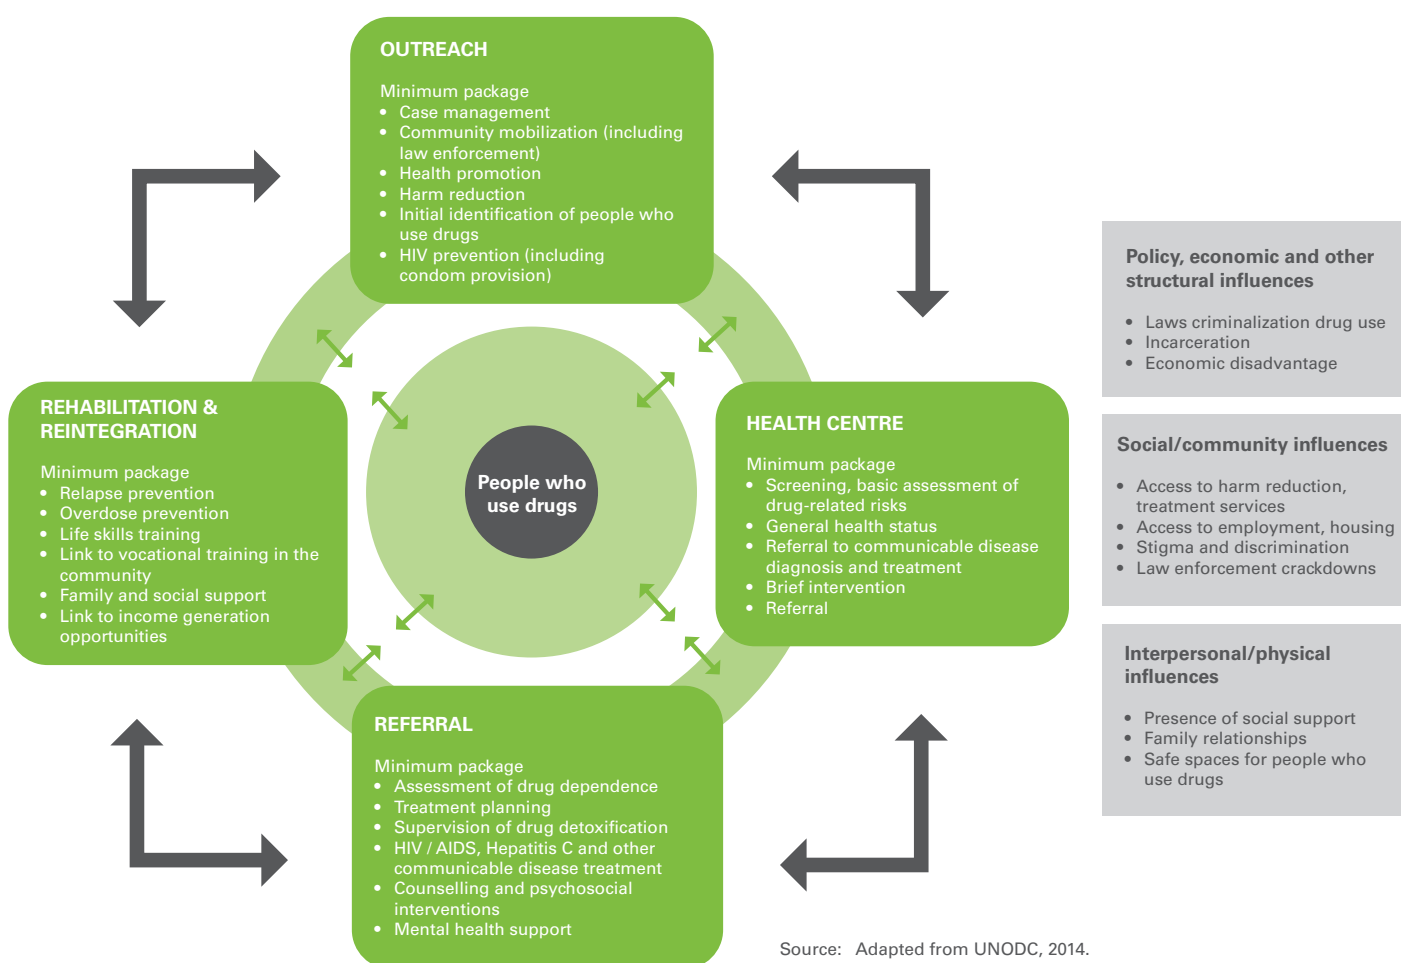 OUTREACH
Minimum package
• Case management
• Community mobilization (including
law enforcement)
• Health promotion
• Harm reduction
• Initial identification of people who
use drugs
• HIV prevention (including
condom provision)
REHABILITATION &
REINTEGRATION
Minimum package
• Relapse prevention
• Overdose prevention
• Life skills training
• Link to vocational training in the
community
• Family and social support
• Link to income generation
opportunities
People who
use drugs
HEALTH CENTRE
Minimum package
• Screening, basic assessment of
drug-related risks
• General health status
• Referral to communicable disease
diagnosis and treatment
• Brief intervention
• Referral
REFERRAL
Minimum package
• Assessment of drug dependence
• Treatment planning
• Supervision of drug detoxification
• HIV / AIDS, Hepatitis C and other
communicable disease treatment
• Counselling and psychosocial
interventions
• Mental health support
Policy, economic and other
structural influences
• Laws criminalization drug use
• Incarceration
• Economic disadvantage
Social/community influences
• Access to harm reduction,
treatment services
• Access to employment, housing
• Stigma and discrimination
• Law enforcement crackdowns
Interpersonal/physical
influences
• Presence of social support
• Family relationships
• Safe spaces for people who
use drugs
Source: Adapted from UNODC, 2014.